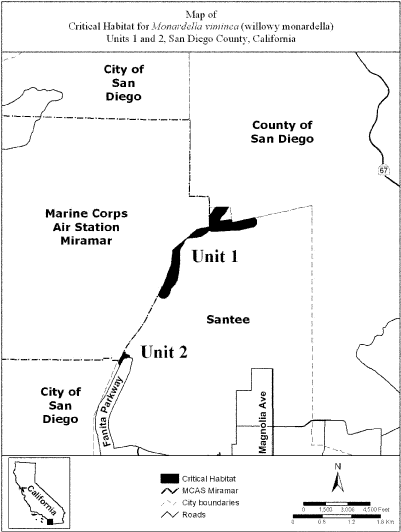 Map of
Critical Habitat for Monardella viminea (willowy monardella)
Units 1 and 2, San Diego County, California
City of
San
Diego
County of
San Diego
67
Marine Corps
Air Station
Miramar
Unit 1
Santee
Unit 2
City of
San
Diego
Fanita Parkway
Magnolia Ave
California
Critical Habitat
MCAS Miramar
City boundaries
Roads
N
0 1,500 3,000 4,500 Feet
0 0.5 1.2 1.8 Km